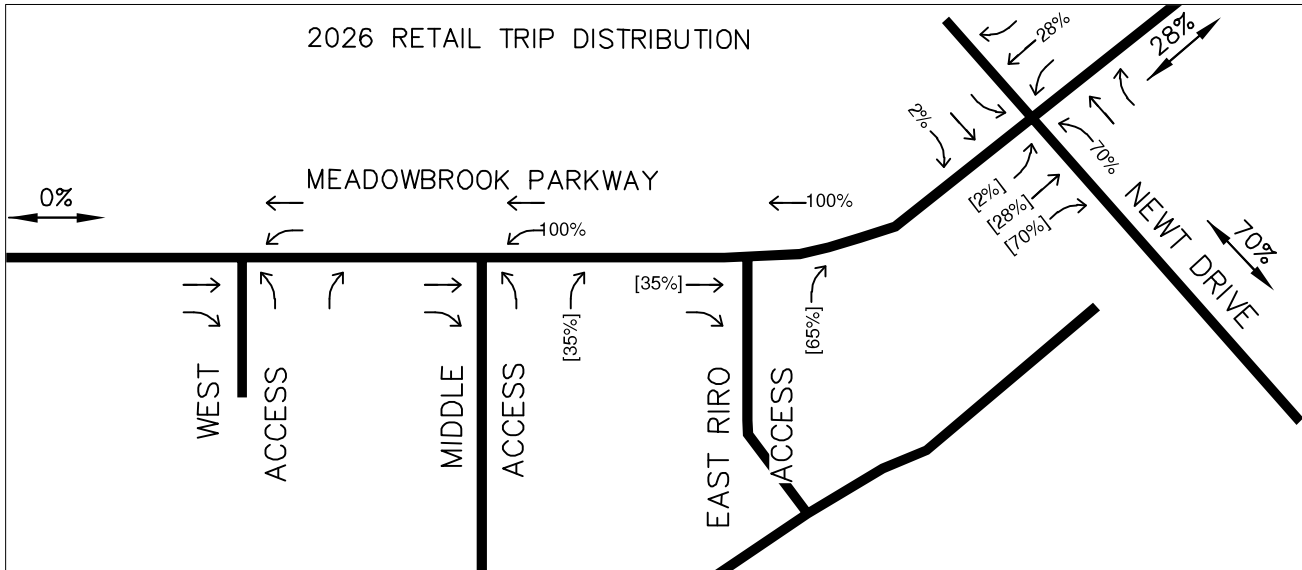 2026 RETAIL TRIP DISTRIBUTION
28%
28%
2%
70%
MEADOWBROOK PARKWAY
0%
100%
100%
[2%]
[28%]
[70%]
NEWT DRIVE
70%
[35%]
[35%]
[65%]
WEST
ACCESS
MIDDLE
ACCESS
EAST RIRO
ACCESS